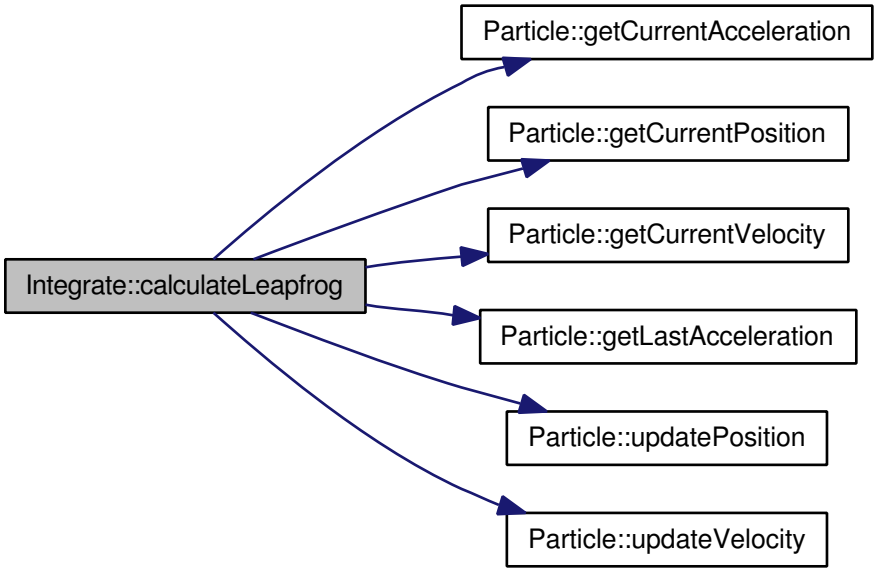 Particle::getCurrentAcceleration
Particle::getCurrentPosition
Particle::getCurrentVelocity
Integrate::calculateLeapfrog
Particle::getLastAcceleration
Particle::updatePosition
Particle::updateVelocity